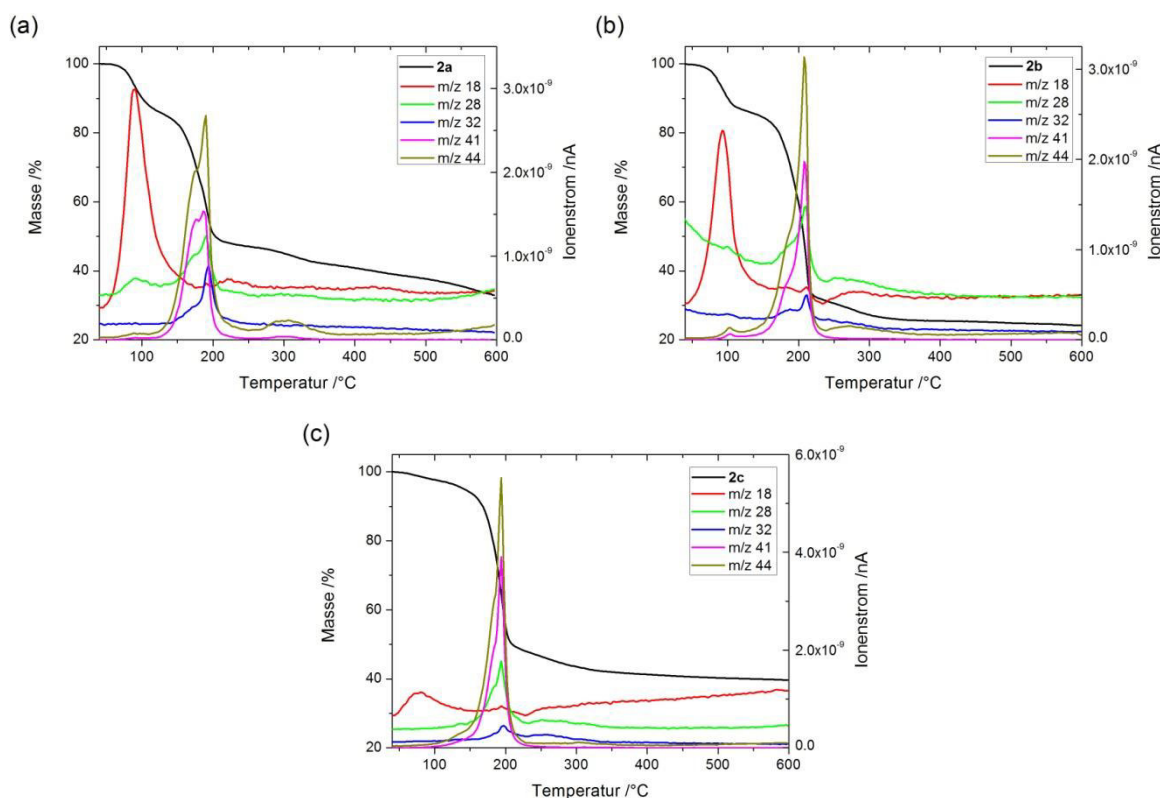 (a)
2a
m/z 18
m/z 28
m/z 32
m/z 41
m/z 44
Masse /%
100
80
60
40
20
3.0x10⁻⁹
2.0x10⁻⁹
1.0x10⁻⁹
0.0
Ionenstrom /nA
100 200 300 400 500 600
Temperatur /°C
(b)
2b
m/z 18
m/z 28
m/z 32
m/z 41
m/z 44
Masse /%
100
80
60
40
20
3.0x10⁻⁹
2.0x10⁻⁹
1.0x10⁻⁹
0.0
Ionenstrom /nA
100 200 300 400 500 600
Temperatur /°C
(c)
2c
m/z 18
m/z 28
m/z 32
m/z 41
m/z 44
Masse /%
100
80
60
40
20
6.0x10⁻⁹
4.0x10⁻⁹
2.0x10⁻⁹
0.0
Ionenstrom /nA
100 200 300 400 500 600
Temperatur /°C